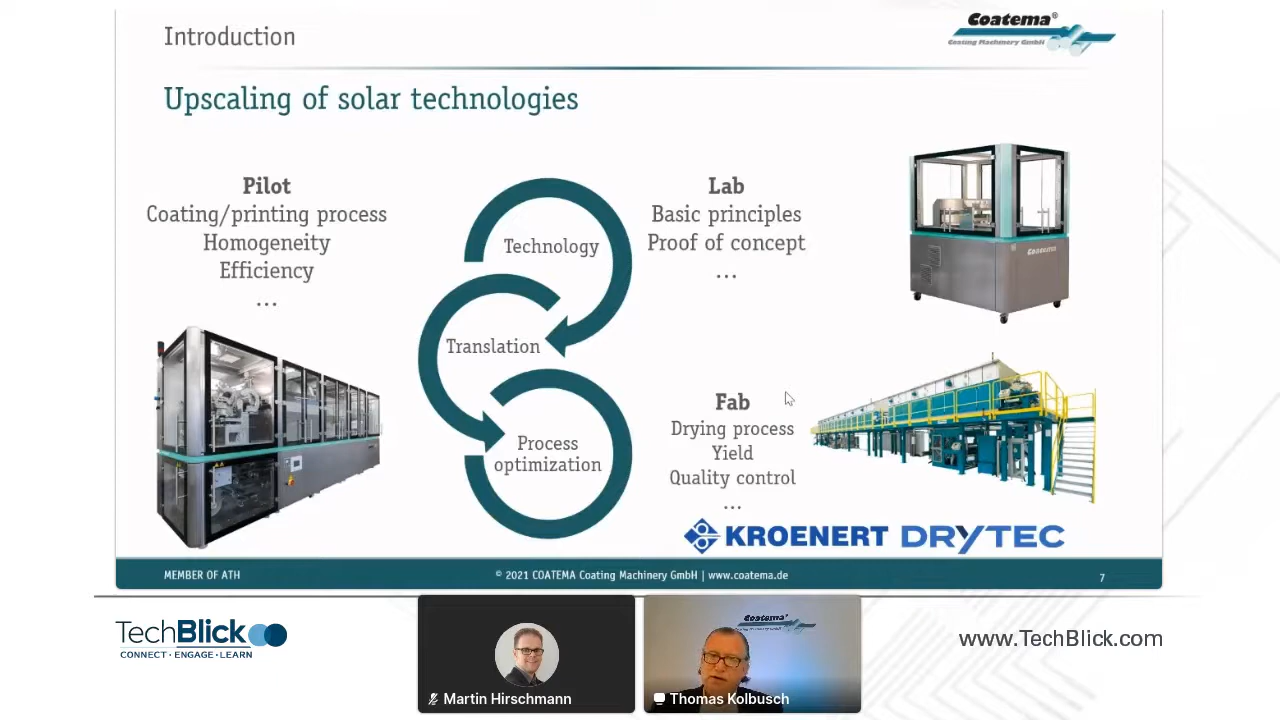 Introduction
Coatema®
Coating Machinery GmbH
Upscaling of solar technologies
Pilot
Coating/printing process
Homogeneity
Efficiency
...
Technology
Translation
Process
optimization
Lab
Basic principles
Proof of concept
...
Coatema
Fab
Drying process
Yield
Quality control
...
KROENERT DRYTEC
MEMBER OF ATH
© 2021 COATEMA Coating Machinery GmbH | www.coatema.de
7
TechBlick
CONNECT • ENGAGE • LEARN
Martin Hirschmann
Coatema®
Thomas Kolbusch
www.TechBlick.com